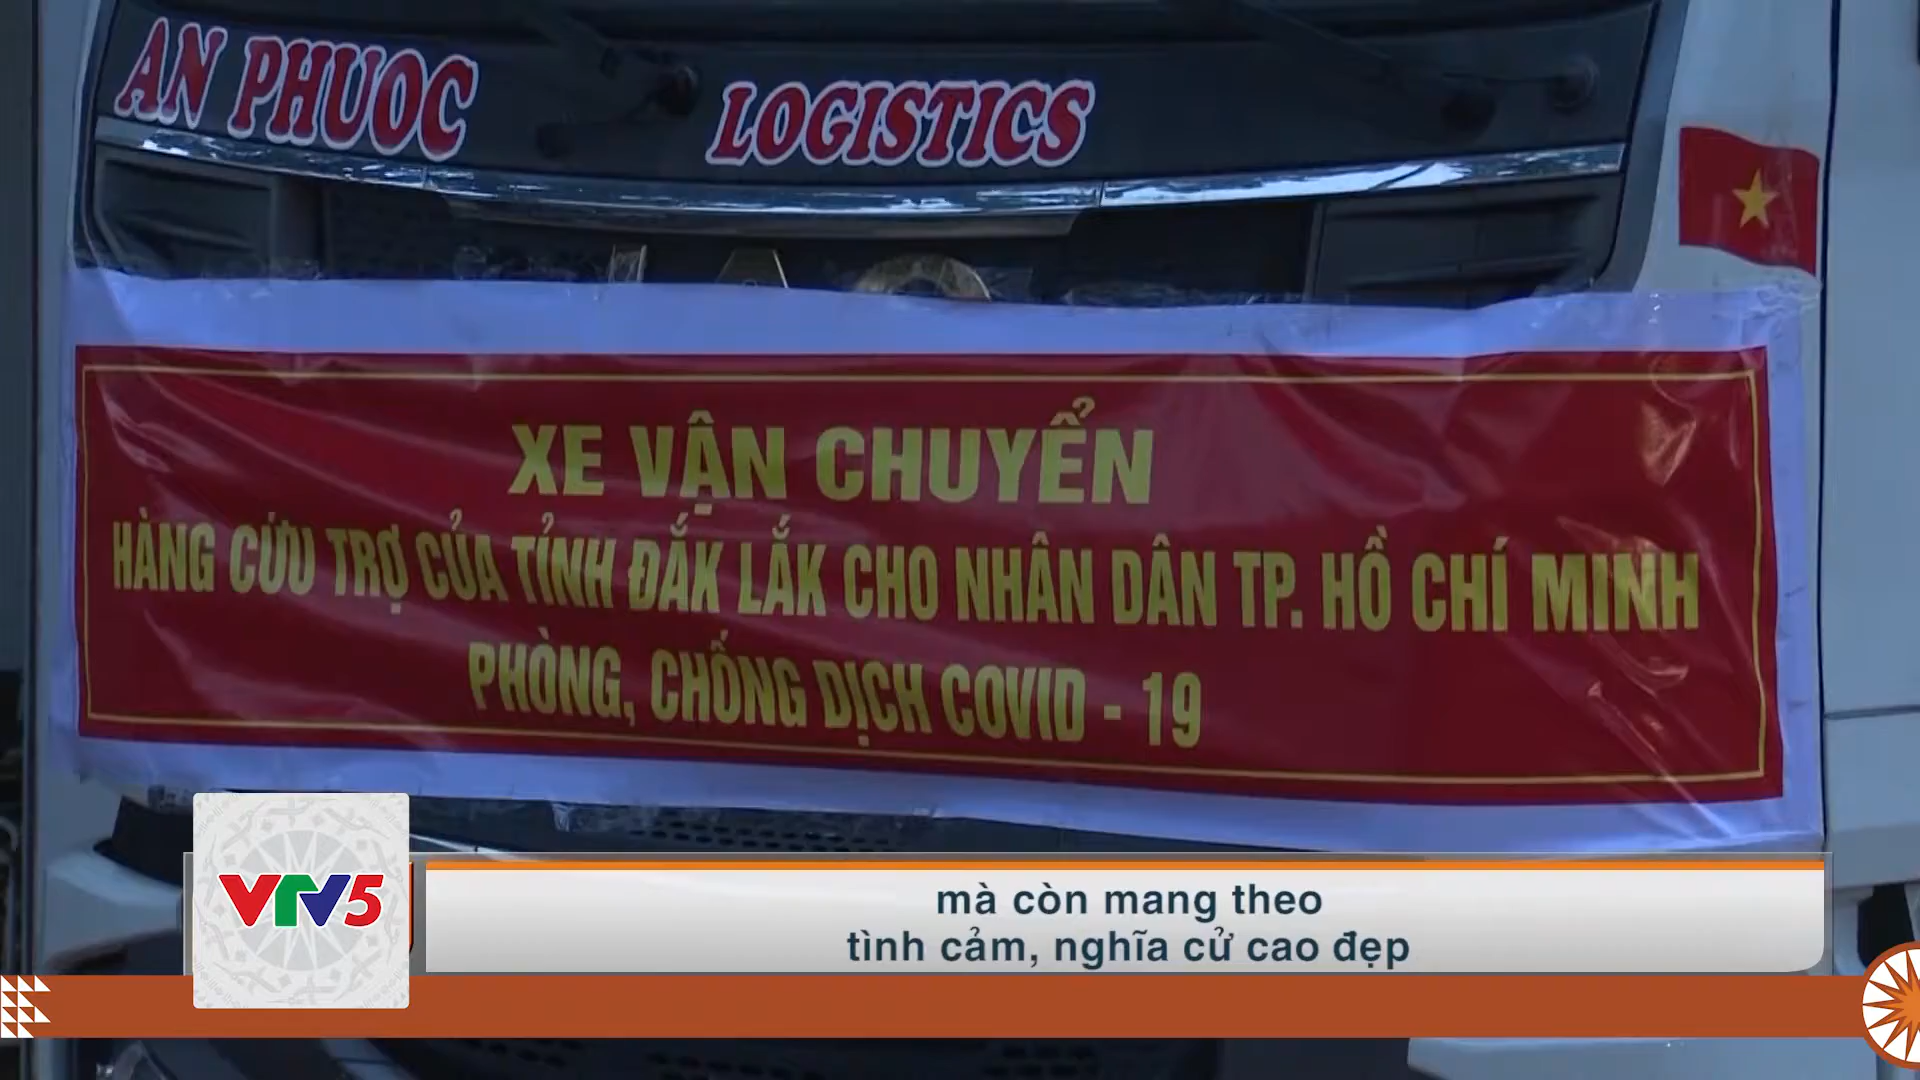 AN PHUOC LOGISTICS
XE VẬN CHUYỂN
HÀNG CỨU TRỢ CỦA TỈNH ĐẮK LẮK CHO NHÂN DÂN TP. HỒ CHÍ MINH
PHÒNG, CHỐNG DỊCH COVID - 19
VTV5
mà còn mang theo
tình cảm, nghĩa cử cao đẹp